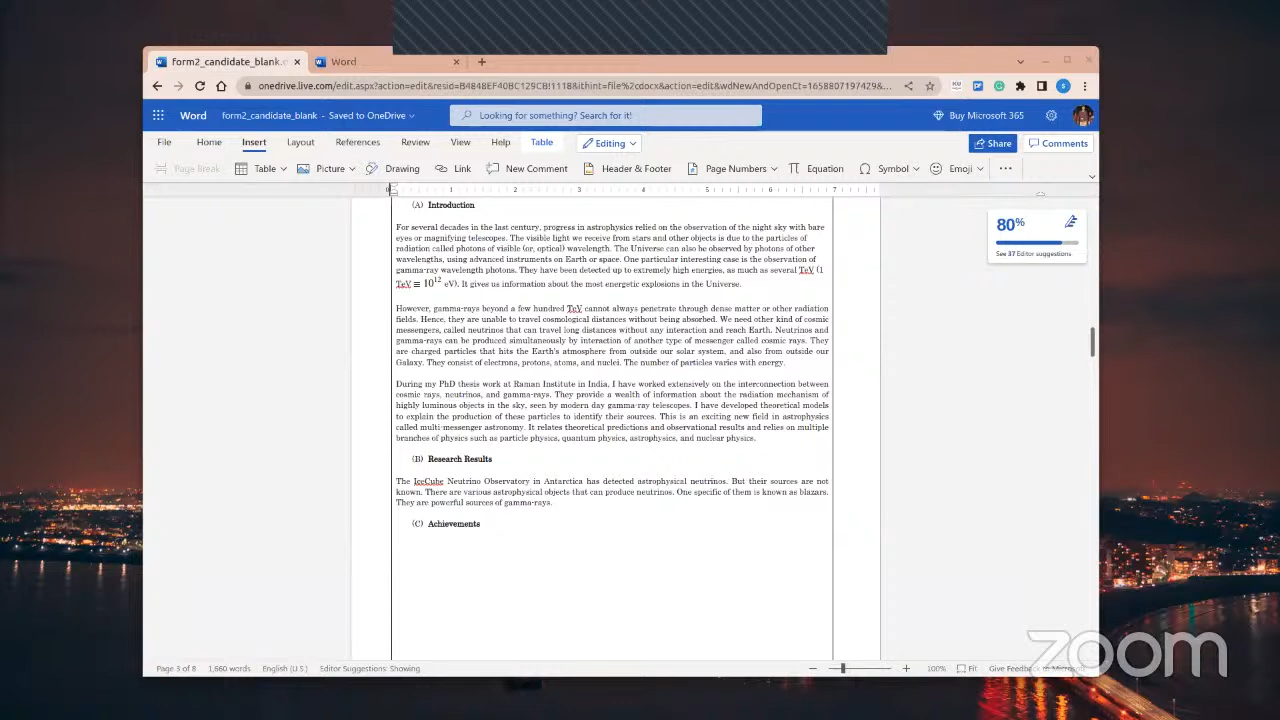 form2_candidate_blank.
Word
onedrive.live.com/edit.aspx?action=edit&resid=B4848EF40BC129CB!1118&ithint=file%2cdocx&action=edit&wdNewAndOpenCt=1658807197429&...
Word form2_candidate_blank - Saved to OneDrive
Looking for something? Search for it!
Buy Microsoft 365
File Home Insert Layout References Review View Help Table Editing Share Comments
Page Break Table Picture Drawing Link New Comment Header & Footer Page Numbers Equation Symbol Emoji ...
1 2 3 4 5 6 7
80%
See 37 Editor suggestions
(A) Introduction
For several decades in the last century, progress in astrophysics relied on the observation of the night sky with bare
eyes or magnifying telescopes. The visible light we receive from stars and other objects is due to the particles of
radiation called photons of visible (or, optical) wavelength. The Universe can also be observed by photons of other
wavelengths, using advanced instruments on Earth or space. One particular interesting case is the observation of
gamma-ray wavelength photons. They have been detected up to extremely high energies, as much as several TeV (1
TeV ≡ 10¹² eV). It gives us information about the most energetic explosions in the Universe.
However, gamma-rays beyond a few hundred TeV cannot always penetrate through dense matter or other radiation
fields. Hence, they are unable to travel cosmological distances without being absorbed. We need other kind of cosmic
messengers, called neutrinos that can travel long distances without any interaction and reach Earth. Neutrinos and
gamma-rays can be produced simultaneously by interaction of another type of messenger called cosmic rays. They
are charged particles that hits the Earth's atmosphere from outside our solar system, and also from outside our
Galaxy. They consist of electrons, protons, atoms, and nuclei. The number of particles varies with energy.
During my PhD thesis work at Raman Institute in India, I have worked extensively on the interconnection between
cosmic rays, neutrinos, and gamma-rays. They provide a wealth of information about the radiation mechanism of
highly luminous objects in the sky, seen by modern day gamma-ray telescopes. I have developed theoretical models
to explain the production of these particles to identify their sources. This is an exciting new field in astrophysics
called multi-messenger astronomy. It relates theoretical predictions and observational results and relies on multiple
branches of physics such as particle physics, quantum physics, astrophysics, and nuclear physics.
(B) Research Results
The IceCube Neutrino Observatory in Antarctica has detected astrophysical neutrinos. But their sources are not
known. There are various astrophysical objects that can produce neutrinos. One specific of them is known as blazars.
They are powerful sources of gamma-rays.
(C) Achievements
Page 3 of 8 1,660 words English (U.S.) Editor Suggestions: Showing 100% Fit Give Feedback to Microsoft
zoom